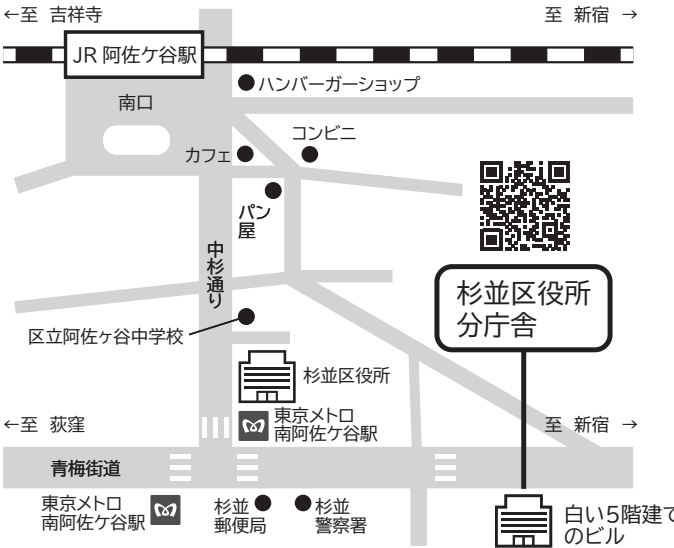 ←至 吉祥寺
至 新宿 →
JR 阿佐ケ谷駅
ハンバーガーショップ
南口
コンビニ
カフェ
パン
屋
中杉通り
杉並区役所
分庁舎
区立阿佐ヶ谷中学校
杉並区役所
←至 荻窪
東京メトロ
南阿佐ケ谷駅
至 新宿 →
青梅街道
東京メトロ
南阿佐ケ谷駅
杉並
郵便局
杉並
警察署
白い5階建て
のビル